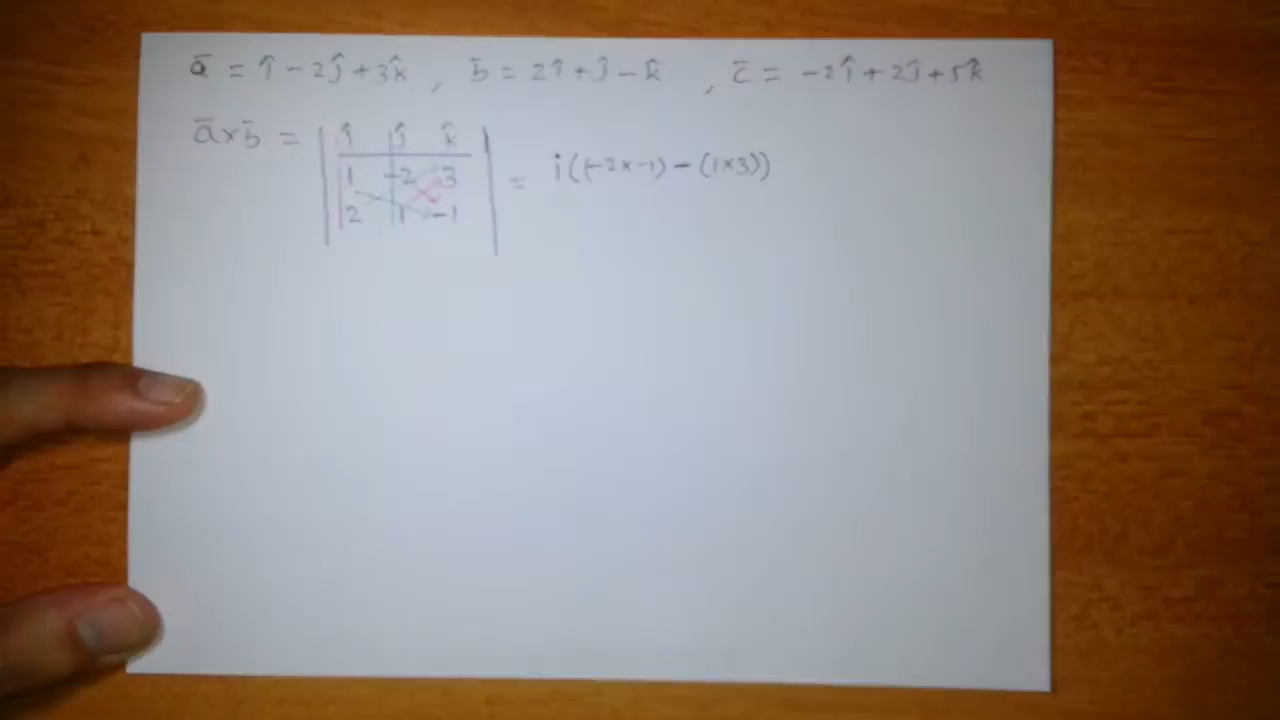 ā = î - 2ĵ + 3k̂ , b̄ = 2î + ĵ - k̂ , c̄ = -2î + 2ĵ + 5k̂
ā × b̄ = | î ĵ k̂ | = i((-2×-1) - (1×3))
1 -2 3
2 1 -1